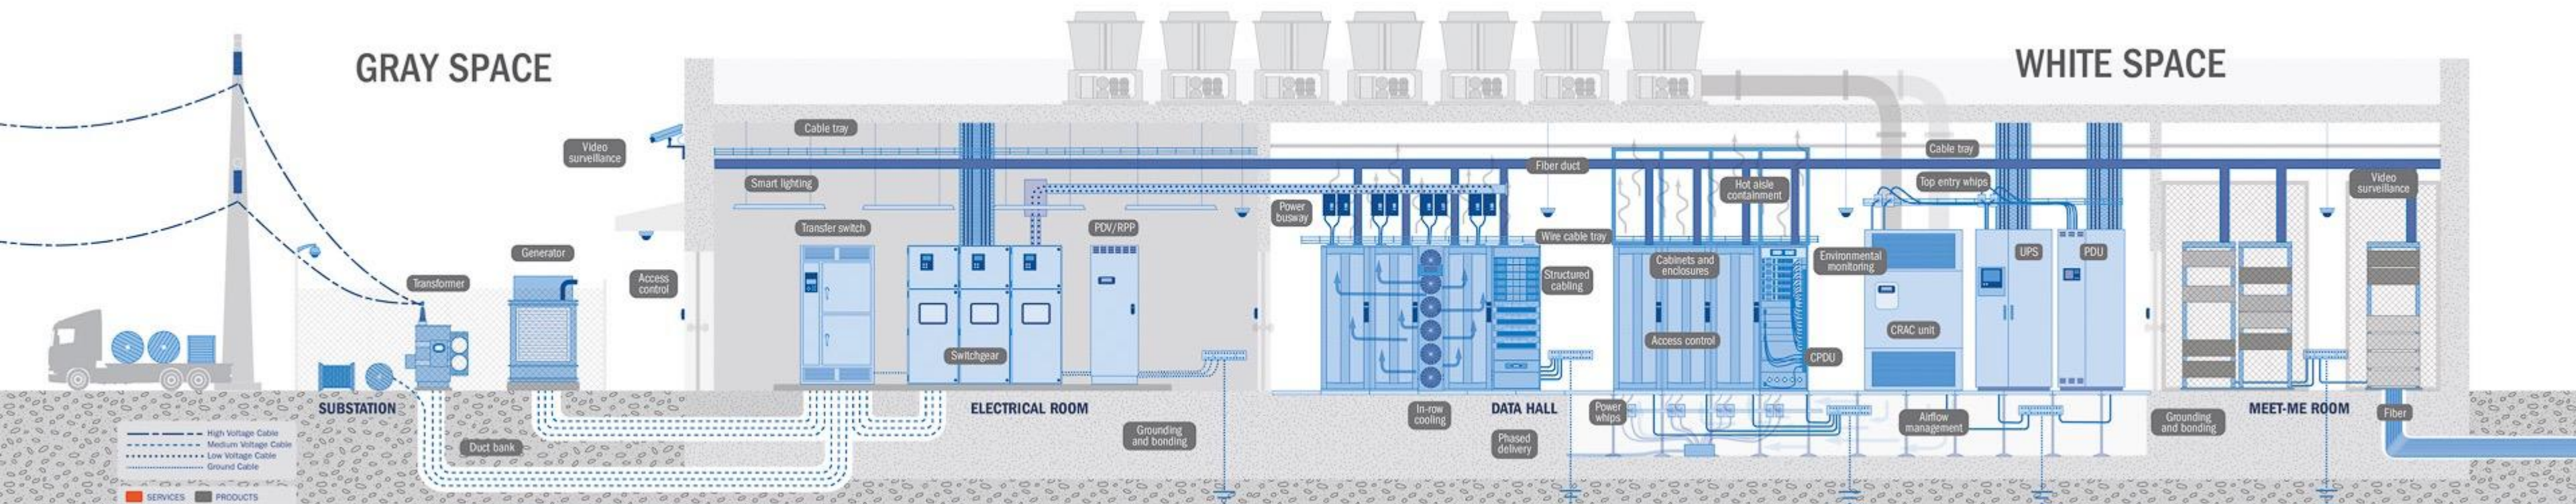 GRAY SPACE
WHITE SPACE
Video
surveillance
Cable tray
Smart lighting
Transfer switch
PDV/RPP
Generator
Transformer
Access
control
Switchgear
SUBSTATION
ELECTRICAL ROOM
Duct bank
Grounding
and bonding
High Voltage Cable
Medium Voltage Cable
Low Voltage Cable
Ground Cable
SERVICES
PRODUCTS
Fiber duct
Power
busway
Wire cable tray
Structured
cabling
Hot aisle
containment
Cabinets and
enclosures
Access control
CPDU
In-row
cooling
DATA HALL
Phased
delivery
Power
whips
Cable tray
Top entry whips
Environmental
monitoring
CRAC unit
UPS
PDU
Airflow
management
Video
surveillance
Grounding
and bonding
MEET-ME ROOM
Fiber